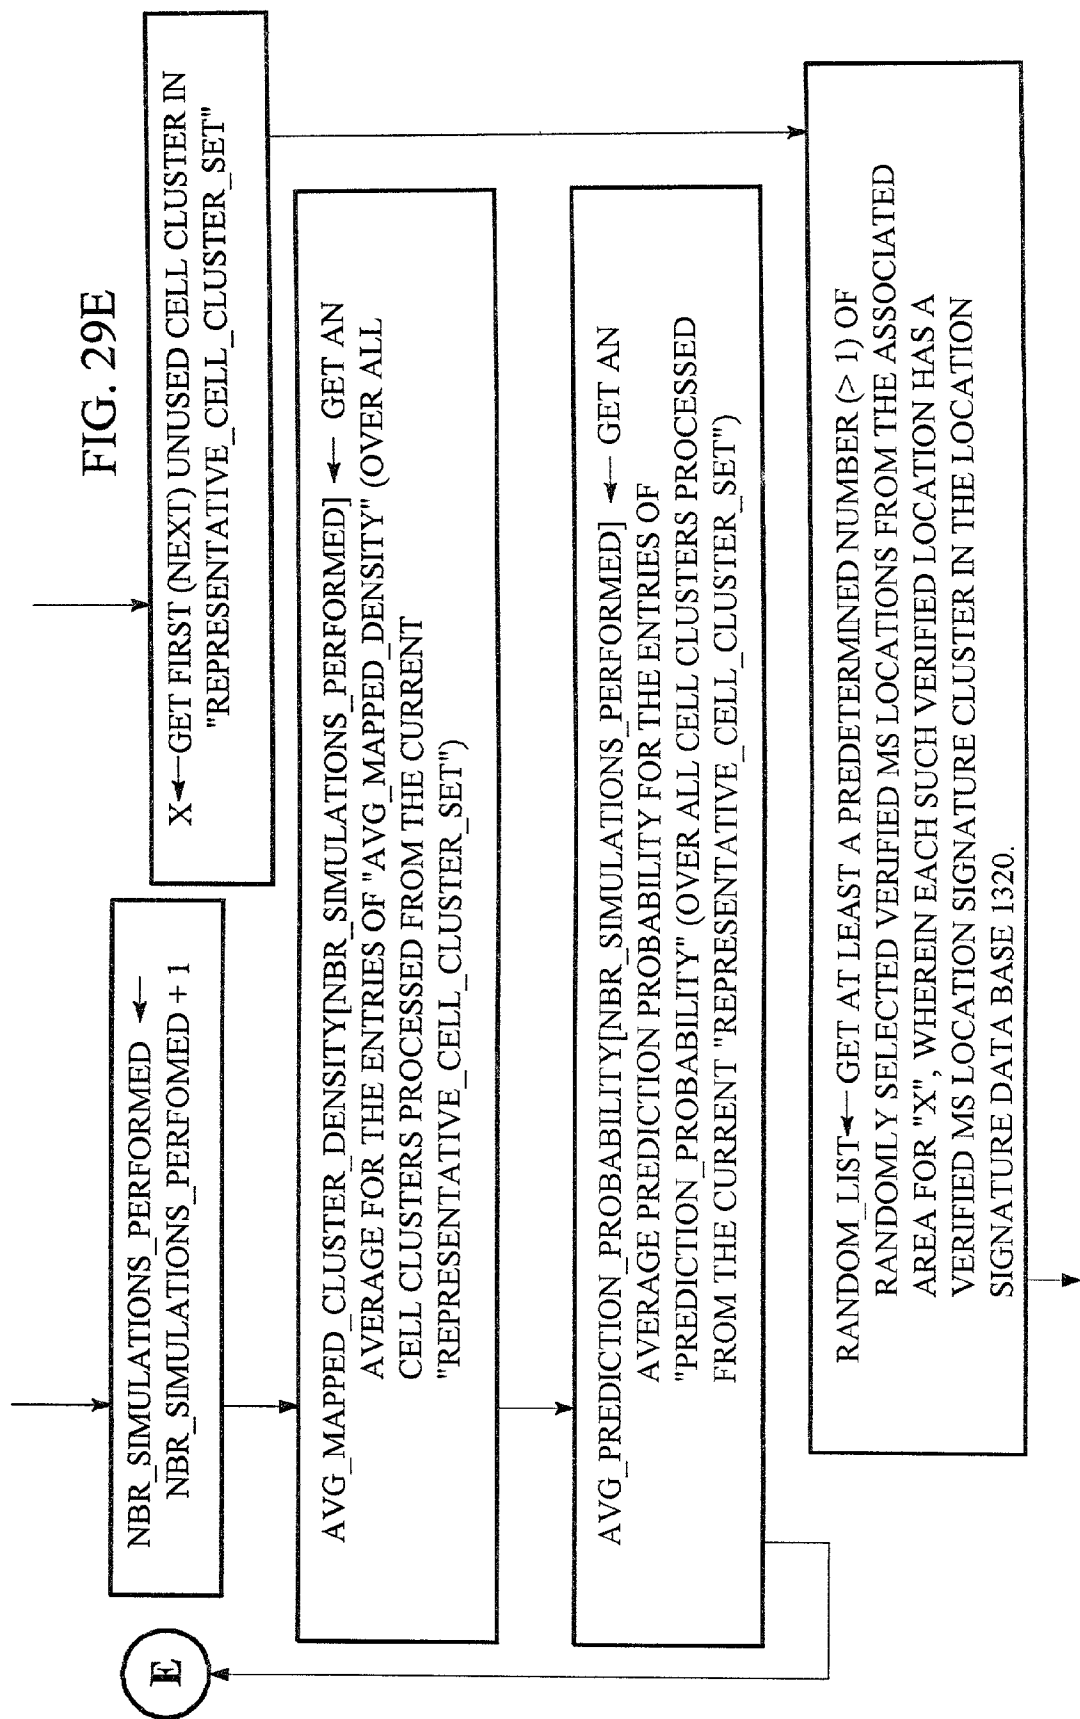 FIG. 29E
NBR_SIMULATIONS_PERFORMED ←
NBR_SIMULATIONS_PERFOMED + 1
X ← GET FIRST (NEXT) UNUSED CELL CLUSTER IN
"REPRESENTATIVE_CELL_CLUSTER_SET"
AVG_MAPPED_CLUSTER_DENSITY[NBR_SIMULATIONS_PERFORMED] ← GET AN
AVERAGE FOR THE ENTRIES OF "AVG_MAPPED_DENSITY" (OVER ALL
CELL CLUSTERS PROCESSED FROM THE CURRENT
"REPRESENTATIVE_CELL_CLUSTER_SET")
AVG_PREDICTION_PROBABILITY[NBR_SIMULATIONS_PERFORMED] ← GET AN
AVERAGE PREDICTION PROBABILITY FOR THE ENTRIES OF
"PREDICTION_PROBABILITY" (OVER ALL CELL CLUSTERS PROCESSED
FROM THE CURRENT "REPRESENTATIVE_CELL_CLUSTER_SET")
E
RANDOM_LIST ← GET AT LEAST A PREDETERMINED NUMBER (> 1) OF
RANDOMLY SELECTED VERIFIED MS LOCATIONS FROM THE ASSOCIATED
AREA FOR "X", WHEREIN EACH SUCH VERIFIED LOCATION HAS A
VERIFIED MS LOCATION SIGNATURE CLUSTER IN THE LOCATION
SIGNATURE DATA BASE 1320.